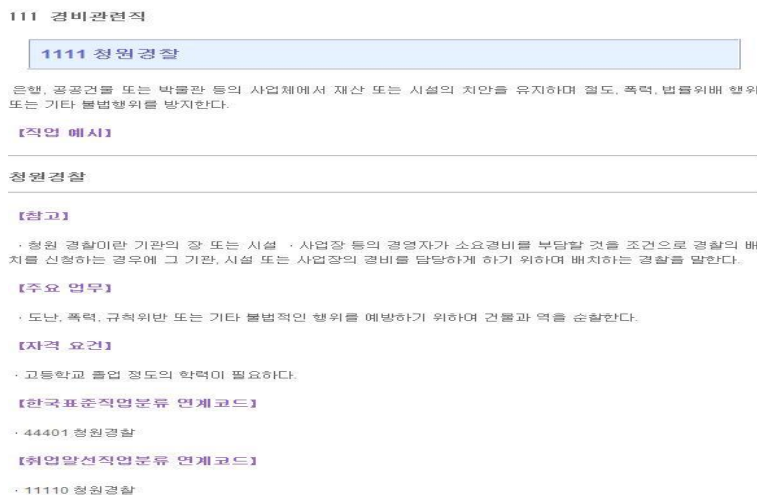 111 경비관련직
1111 청원경찰
은행, 공공건물 또는 박물관 등의 사업체에서 재산 또는 시설의 치안을 유지하며 절도, 폭력, 법률위배 행위
또는 기타 불법행위를 방지한다.
【직업 예시】
청원경찰
【참고】
· 청원 경찰이란 기관의 장 또는 시설 · 사업장 등의 경영자가 소요경비를 부담할 것을 조건으로 경찰의 배
치를 신청하는 경우에 그 기관, 시설 또는 사업장의 경비를 담당하게 하기 위하여 배치하는 경찰을 말한다.
【주요 업무】
· 도난, 폭력, 규칙위반 또는 기타 불법적인 행위를 예방하기 위하여 건물과 역을 순찰한다.
【자격 요건】
· 고등학교 졸업 정도의 학력이 필요하다.
【한국표준직업분류 연계코드】
· 44401 청원경찰
【취업알선직업분류 연계코드】
· 11110 청원경찰